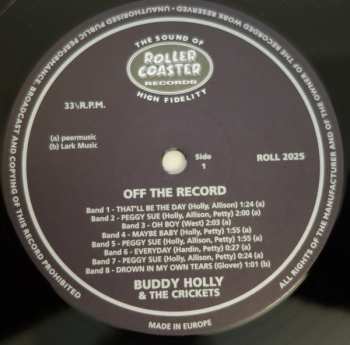 THE SOUND OF
ROLLER
COASTER
RECORDS
HIGH FIDELITY
33⅓ R.P.M.
(a) peermusic
(b) Lark Music
Side
1
ROLL 2025
OFF THE RECORD
Band 1 - THAT'LL BE THE DAY (Holly, Allison) 1:24 (a)
Band 2 - PEGGY SUE (Holly, Allison, Petty) 2:00 (a)
Band 3 - OH BOY (West) 2:03 (a)
Band 4 - MAYBE BABY (Holly, Petty) 1:55 (a)
Band 5 - PEGGY SUE (Holly, Allison, Petty) 1:55 (a)
Band 6 - EVERYDAY (Hardin, Petty) 0:27 (a)
Band 7 - PEGGY SUE (Holly, Allison, Petty) 0:24 (a)
Band 8 - DROWN IN MY OWN TEARS (Glover) 1:01 (b)
BUDDY HOLLY
& THE CRICKETS
MADE IN EUROPE
ALL RIGHTS OF THE MANUFACTURER AND OF THE OWNER OF THE RECORDED WORK RESERVED - UNAUTHORISED PUBLIC PERFORMANCE, BROADCAST AND COPYING OF THIS RECORD PROHIBITED